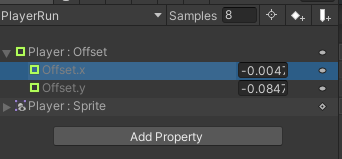 PlayerRun Samples 8
Player : Offset
Offset.x -0.0047
Offset.y -0.0847
Player : Sprite
Add Property